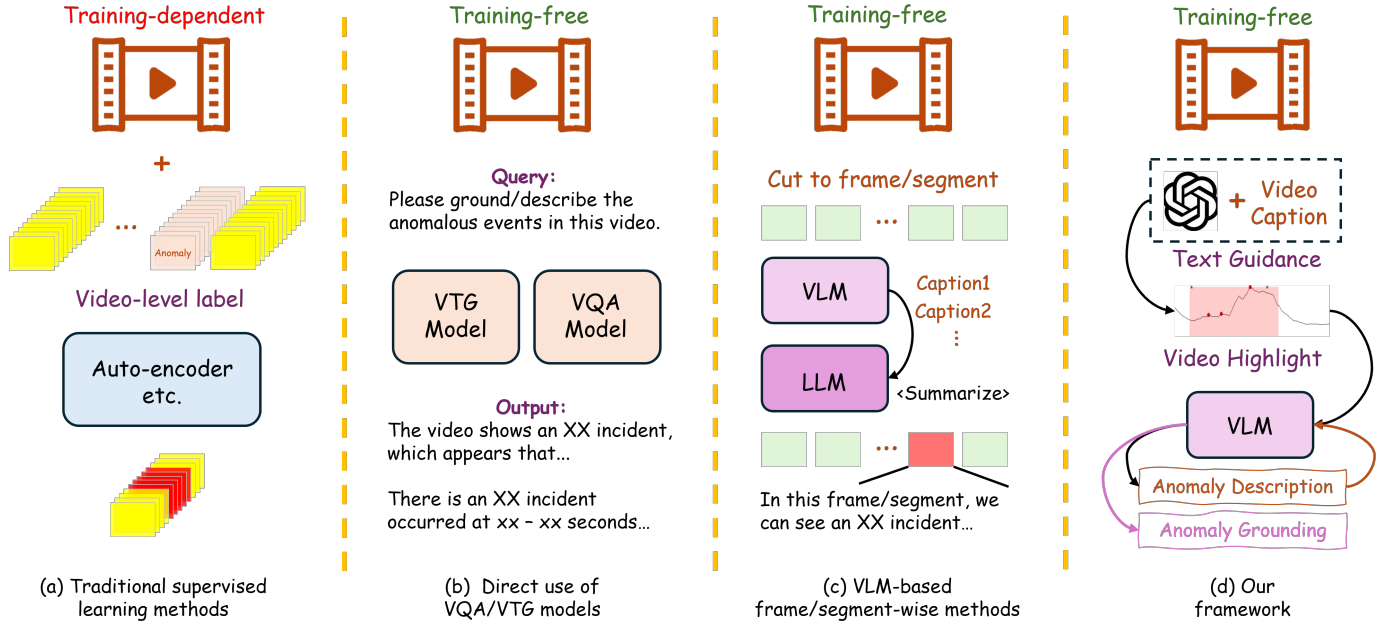 Training-dependent
+
...
Anomaly
Video-level label
Auto-encoder
etc.
(a) Traditional supervised
learning methods
Training-free
Query:
Please ground/describe the
anomalous events in this video.
VTG
Model
VQA
Model
Output:
The video shows an XX incident,
which appears that...
There is an XX incident
occurred at xx – xx seconds...
(b) Direct use of
VQA/VTG models
Training-free
Cut to frame/segment
...
VLM
Caption1
Caption2
⋮
LLM
<Summarize>
...
In this frame/segment, we
can see an XX incident...
(c) VLM-based
frame/segment-wise methods
Training-free
+ Video
Caption
Text Guidance
Video Highlight
VLM
Anomaly Description
Anomaly Grounding
(d) Our
framework